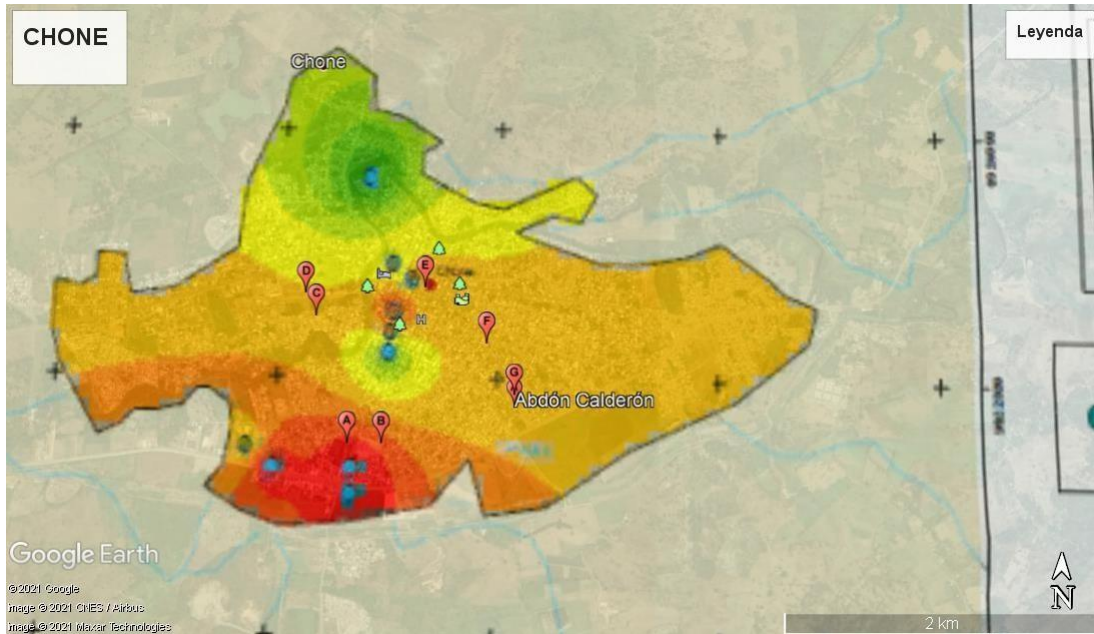 CHONE
Leyenda
Chone
D
E
C
H
F
G
Abdón Calderón
A
B
Google Earth
©2021 Google
Image © 2021 CNES / Airbus
Image © 2021 Maxar Technologies
N
2 km